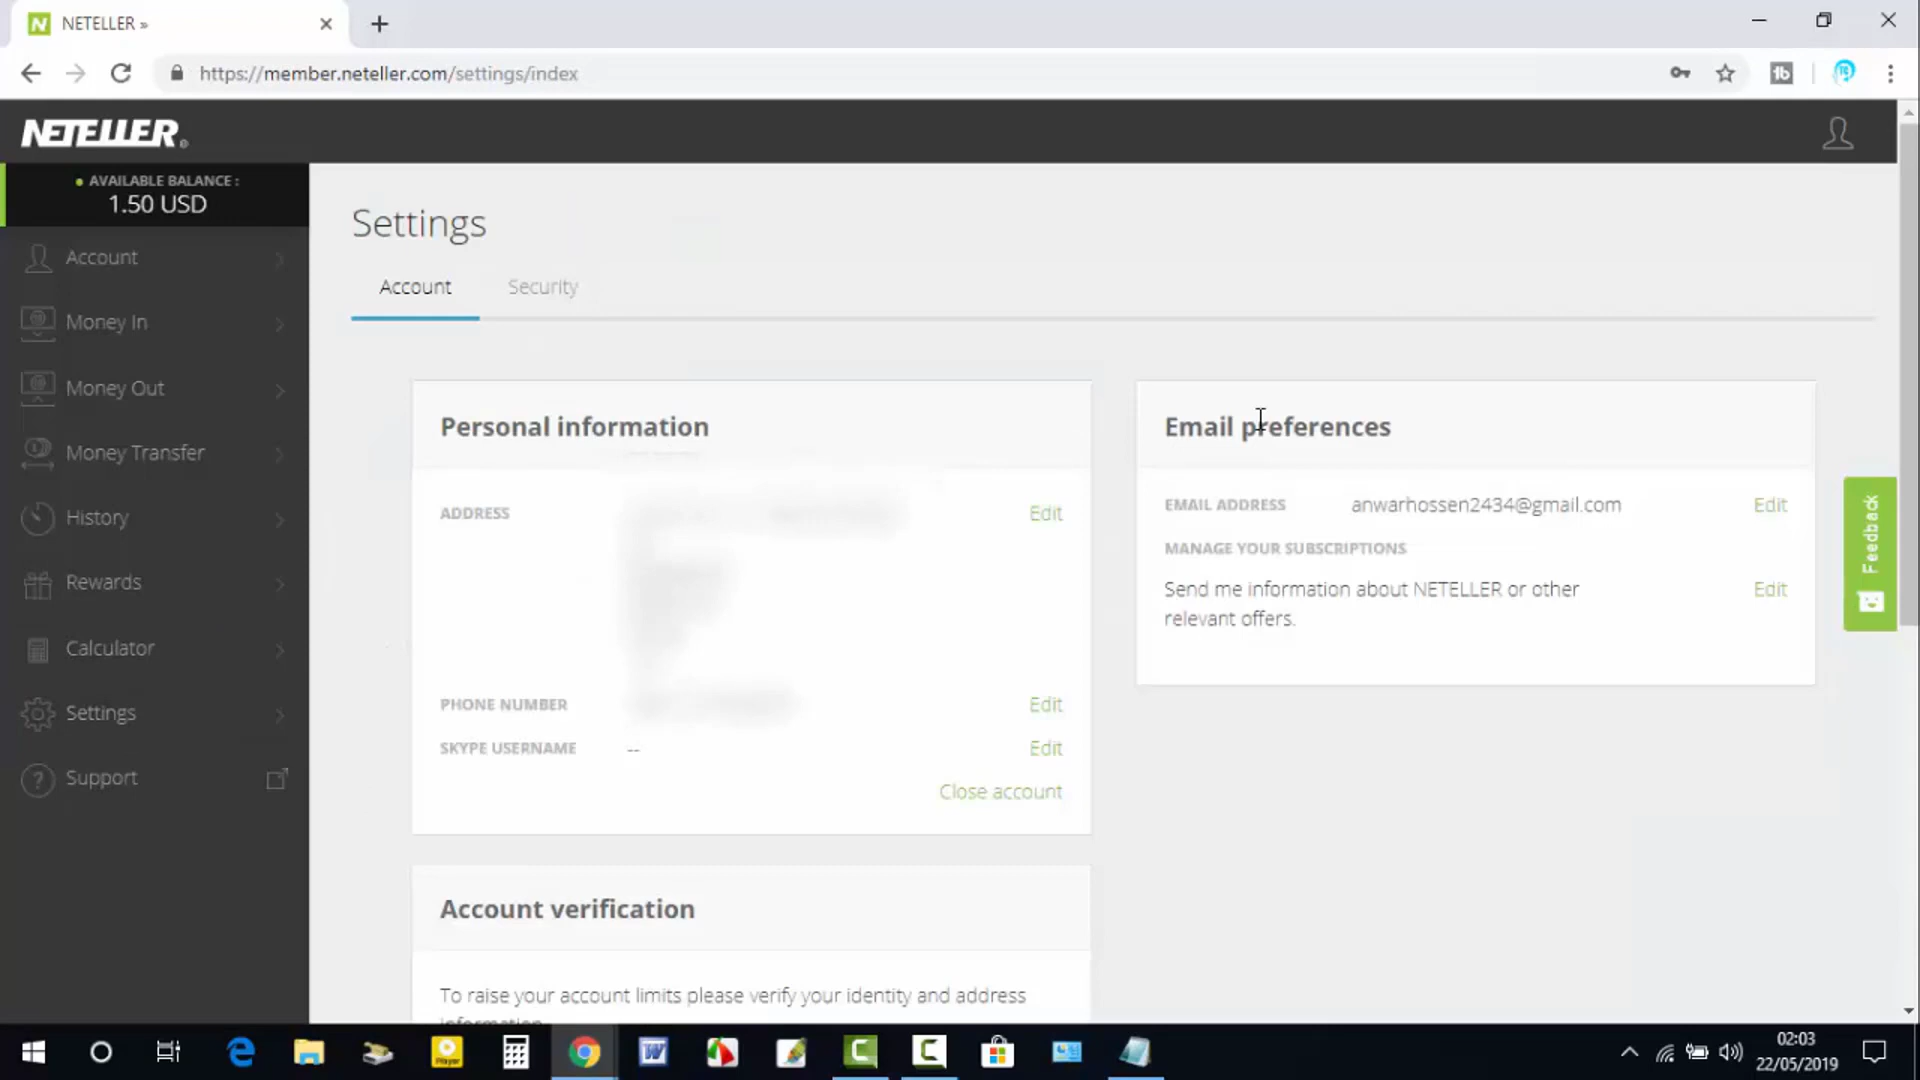 NETELLER »
https://member.neteller.com/settings/index
NETELLER
AVAILABLE BALANCE :
1.50 USD
Account
Money In
Money Out
Money Transfer
History
Rewards
Calculator
Settings
Support
Settings
Account
Security
Personal information
ADDRESS
Edit
PHONE NUMBER
Edit
SKYPE USERNAME -- Edit
Close account
Account verification
To raise your account limits please verify your identity and address
information
Email preferences
EMAIL ADDRESS anwarhossen2434@gmail.com Edit
MANAGE YOUR SUBSCRIPTIONS
Send me information about NETELLER or other Edit
relevant offers.
Feedback
02:03
22/05/2019